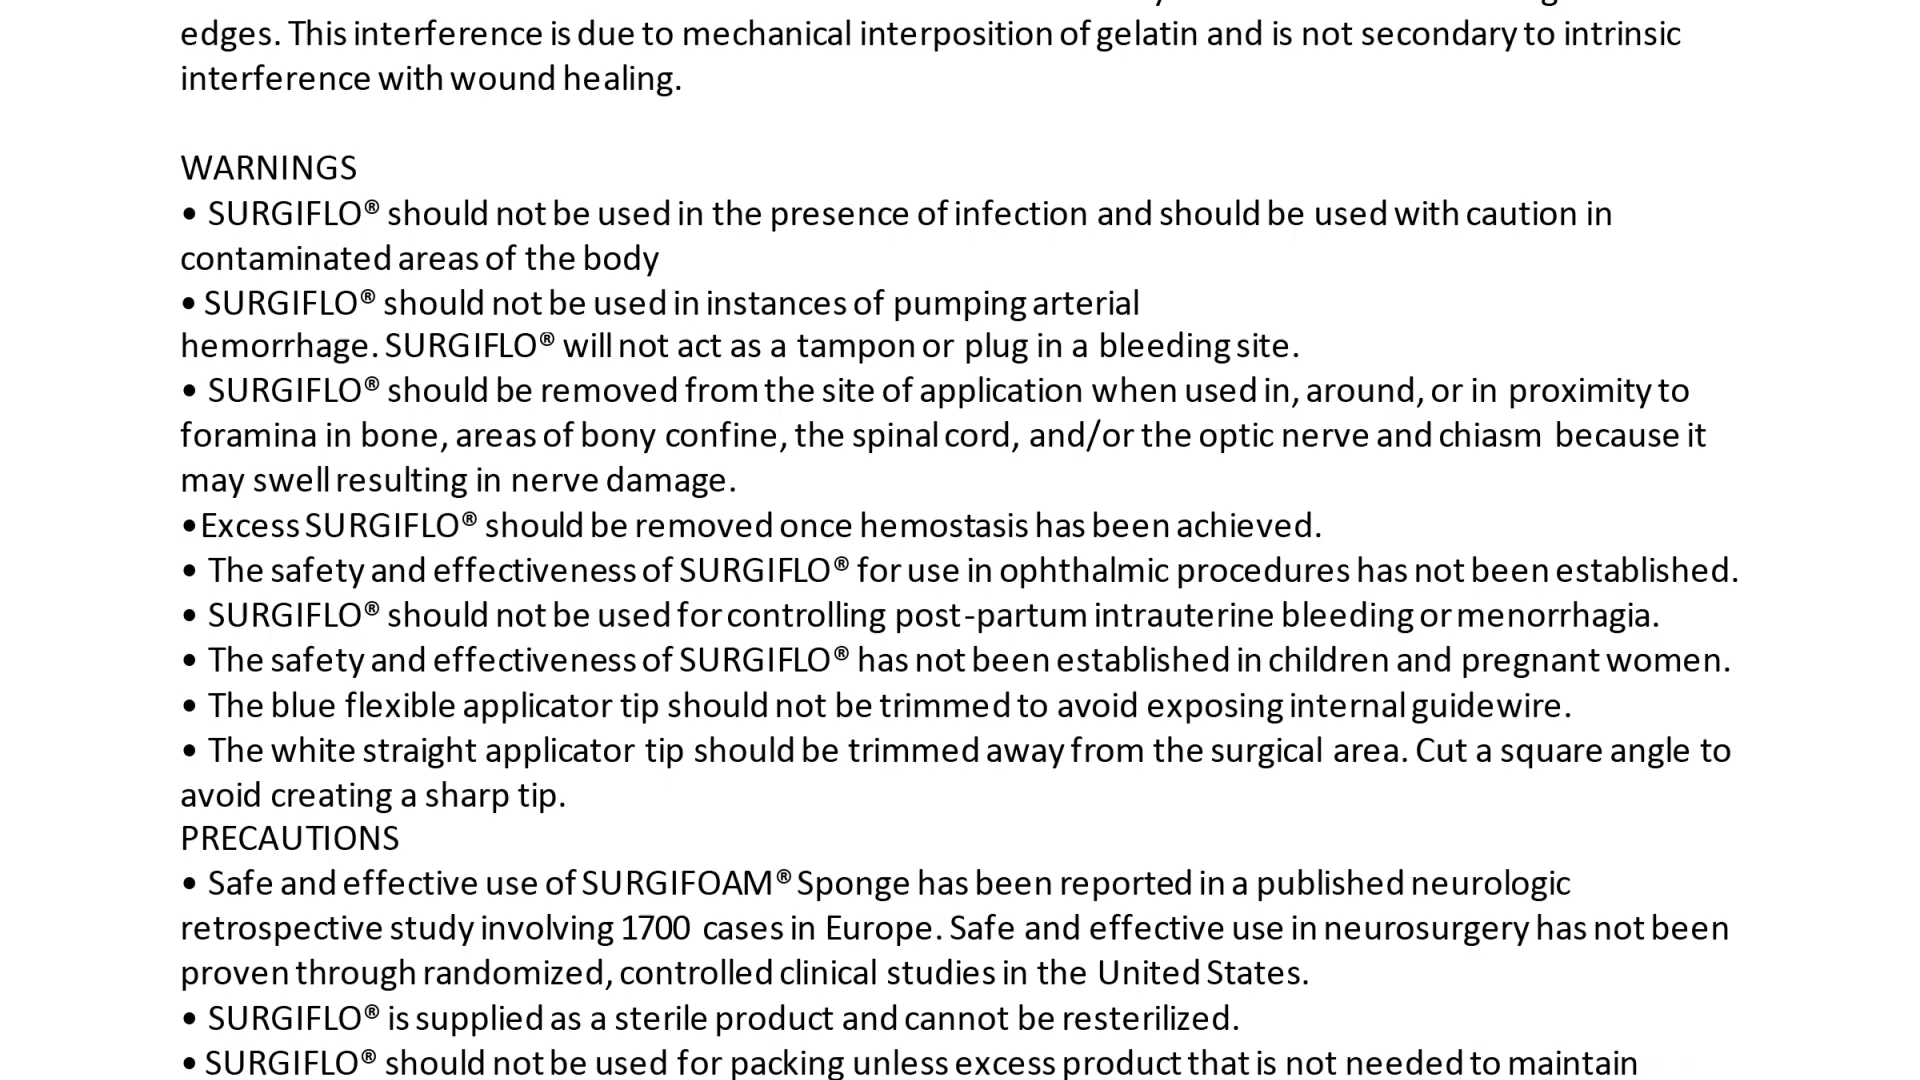 edges. This interference is due to mechanical interposition of gelatin and is not secondary to intrinsic
interference with wound healing.
WARNINGS
• SURGIFLO® should not be used in the presence of infection and should be used with caution in
contaminated areas of the body
• SURGIFLO® should not be used in instances of pumping arterial
hemorrhage. SURGIFLO® will not act as a tampon or plug in a bleeding site.
• SURGIFLO® should be removed from the site of application when used in, around, or in proximity to
foramina in bone, areas of bony confine, the spinal cord, and/or the optic nerve and chiasm because it
may swell resulting in nerve damage.
•Excess SURGIFLO® should be removed once hemostasis has been achieved.
• The safety and effectiveness of SURGIFLO® for use in ophthalmic procedures has not been established.
• SURGIFLO® should not be used for controlling post-partum intrauterine bleeding or menorrhagia.
• The safety and effectiveness of SURGIFLO® has not been established in children and pregnant women.
• The blue flexible applicator tip should not be trimmed to avoid exposing internal guidewire.
• The white straight applicator tip should be trimmed away from the surgical area. Cut a square angle to
avoid creating a sharp tip.
PRECAUTIONS
• Safe and effective use of SURGIFOAM® Sponge has been reported in a published neurologic
retrospective study involving 1700 cases in Europe. Safe and effective use in neurosurgery has not been
proven through randomized, controlled clinical studies in the United States.
• SURGIFLO® is supplied as a sterile product and cannot be resterilized.
• SURGIFLO® should not be used for packing unless excess product that is not needed to maintain